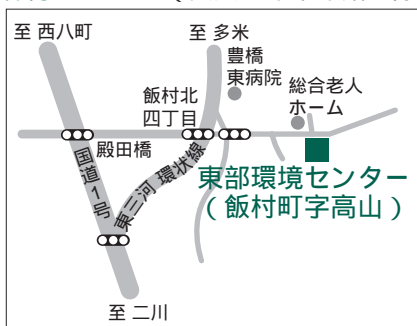 至 西八町
至 多米
豊橋
東病院
総合老人
ホーム
飯村北
四丁目
殿田橋
国道1号
東三河環状線
東部環境センター
（飯村町字高山）
至 二川